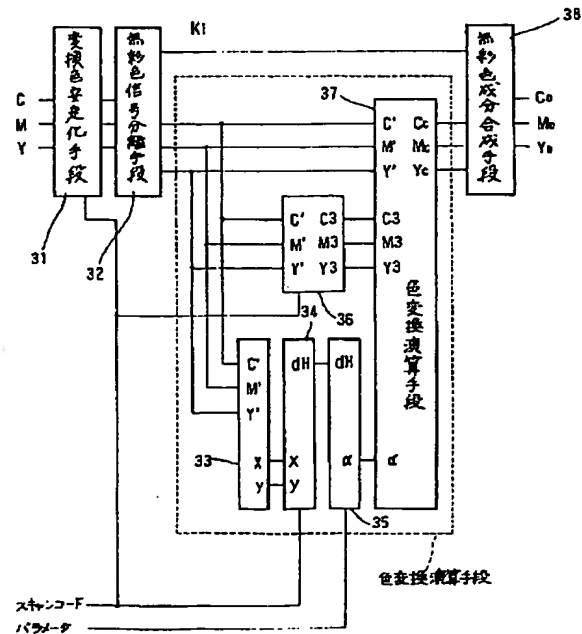 K1
38
変換色安定化手段
無彩色信号分離手段
無彩色成分合成手段
37
C
M
Y
C' Cc
M' Mc
Y' Yc
Co
Mo
Yo
31
32
C' C3
M' M3
Y' Y3
C3
M3
Y3
36
34
色変換演算手段
C'
M'
Y'
dH
dH
33
X
Y
X
Y
α
α
35
色変換演算手段
スキャンコード
パラメータ